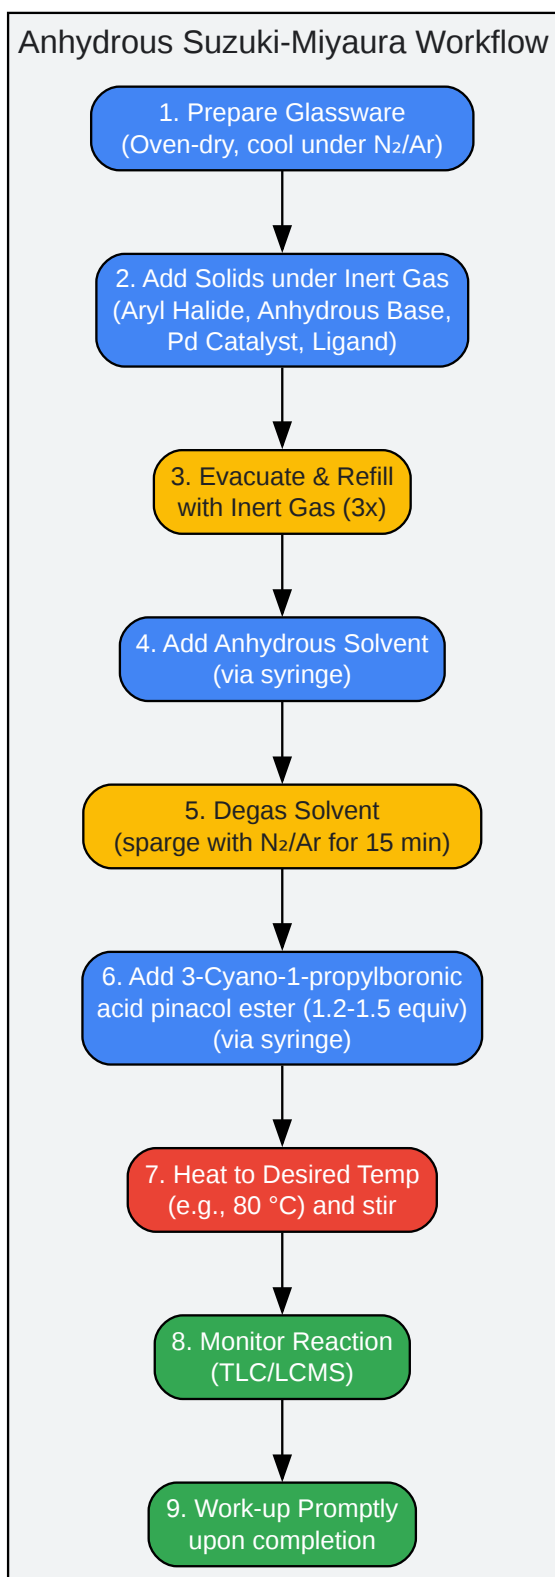 Anhydrous Suzuki-Miyaura Workflow
1. Prepare Glassware
(Oven-dry, cool under N₂/Ar)
2. Add Solids under Inert Gas
(Aryl Halide, Anhydrous Base,
Pd Catalyst, Ligand)
3. Evacuate & Refill
with Inert Gas (3x)
4. Add Anhydrous Solvent
(via syringe)
5. Degas Solvent
(sparge with N₂/Ar for 15 min)
6. Add 3-Cyano-1-propylboronic
acid pinacol ester (1.2-1.5 equiv)
(via syringe)
7. Heat to Desired Temp
(e.g., 80 °C) and stir
8. Monitor Reaction
(TLC/LCMS)
9. Work-up Promptly
upon completion